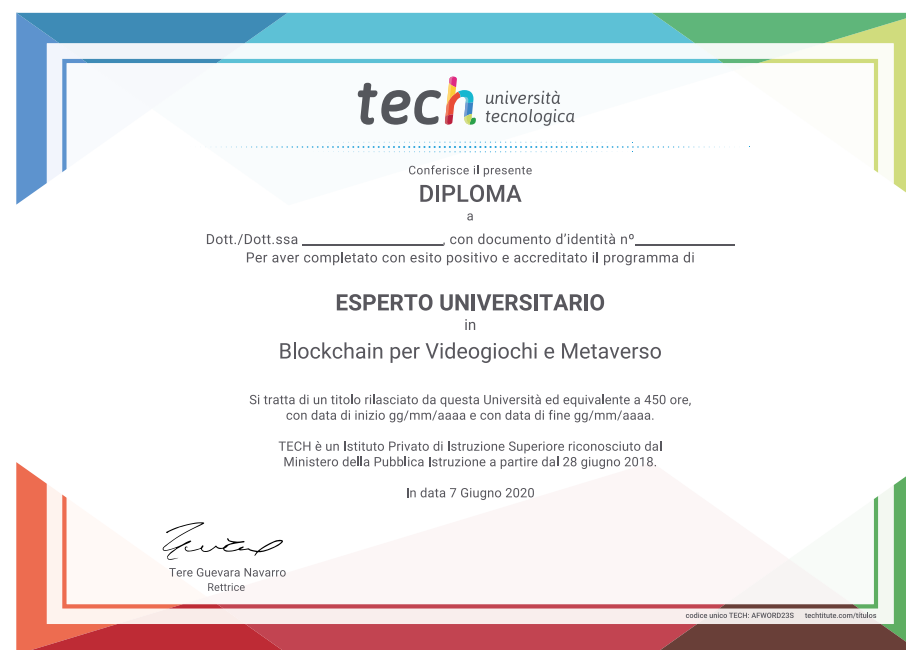 tech università
tecnologica
Conferisce il presente
DIPLOMA
a
Dott./Dott.ssa ____________________, con documento d'identità nº______________
Per aver completato con esito positivo e accreditato il programma di
ESPERTO UNIVERSITARIO
in
Blockchain per Videogiochi e Metaverso
Si tratta di un titolo rilasciato da questa Università ed equivalente a 450 ore,
con data di inizio gg/mm/aaaa e con data di fine gg/mm/aaaa.
TECH è un Istituto Privato di Istruzione Superiore riconosciuto dal
Ministero della Pubblica Istruzione a partire dal 28 giugno 2018.
In data 7 Giugno 2020
Tere Guevara Navarro
Rettrice
codice unico TECH: AFWORD23S techtitute.com/titulos